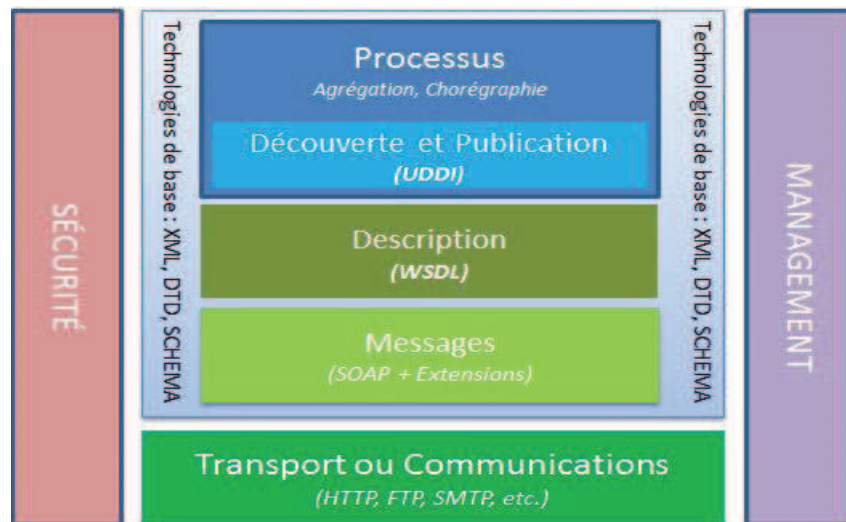 SÉCURITÉ
Technologies de base : XML, DTD, SCHEMA
Processus
Agrégation, Chorégraphie
Découverte et Publication
(UDDI)
Description
(WSDL)
Messages
(SOAP + Extensions)
Technologies de base : XML, DTD, SCHEMA
Transport ou Communications
(HTTP, FTP, SMTP, etc.)
MANAGEMENT